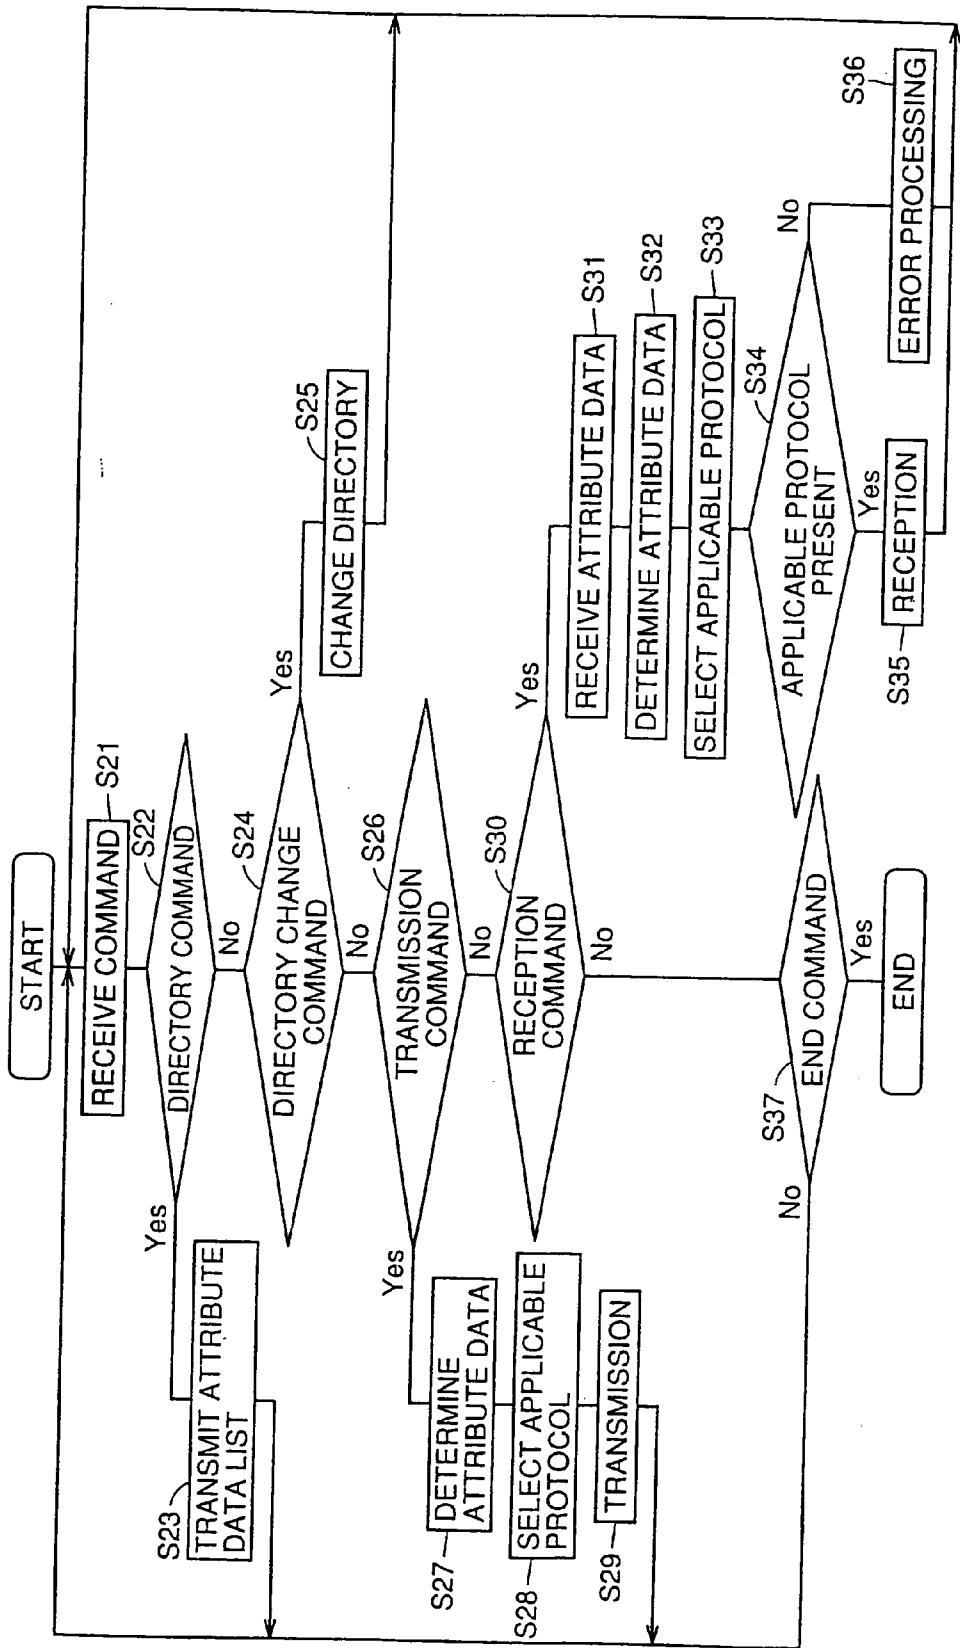 START
RECEIVE COMMAND
S21
DIRECTORY COMMAND
S22
Yes
No
S23
TRANSMIT ATTRIBUTE
DATA LIST
DIRECTORY CHANGE
COMMAND
S24
Yes
No
CHANGE DIRECTORY
S25
TRANSMISSION
COMMAND
S26
Yes
No
S27
DETERMINE
ATTRIBUTE DATA
S28
SELECT APPLICABLE
PROTOCOL
S29
TRANSMISSION
RECEPTION
COMMAND
S30
Yes
No
RECEIVE ATTRIBUTE DATA
S31
DETERMINE ATTRIBUTE DATA
S32
SELECT APPLICABLE PROTOCOL
S33
APPLICABLE PROTOCOL
PRESENT
S34
Yes
No
S35
RECEPTION
ERROR PROCESSING
S36
S37
END COMMAND
No
Yes
END